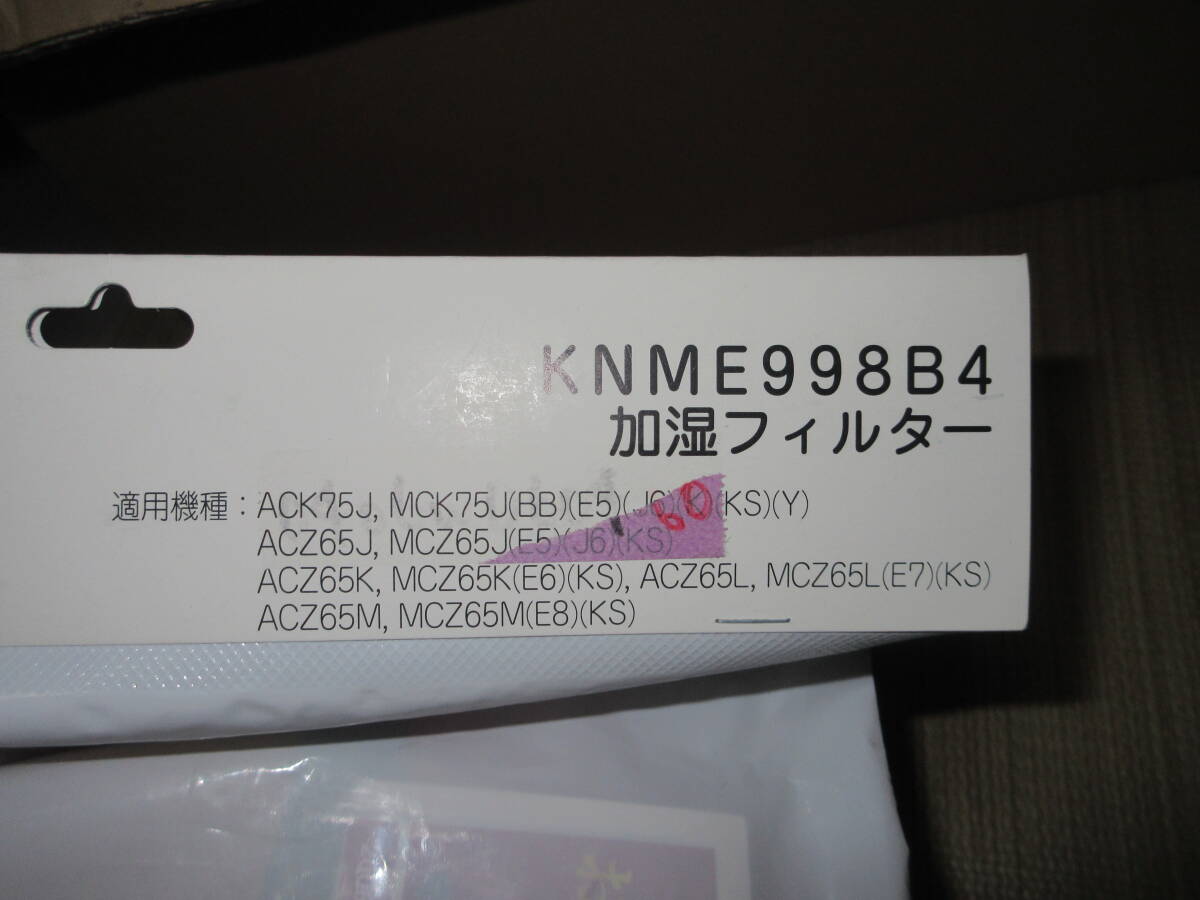 KNME998B4
加湿フィルター
適用機種：ACK75J, MCK75J(BB)(E5)(J6)(K)(KS)(Y)
ACZ65J, MCZ65J(E5)(J6)(KS)
ACZ65K, MCZ65K(E6)(KS), ACZ65L, MCZ65L(E7)(KS)
ACZ65M, MCZ65M(E8)(KS)